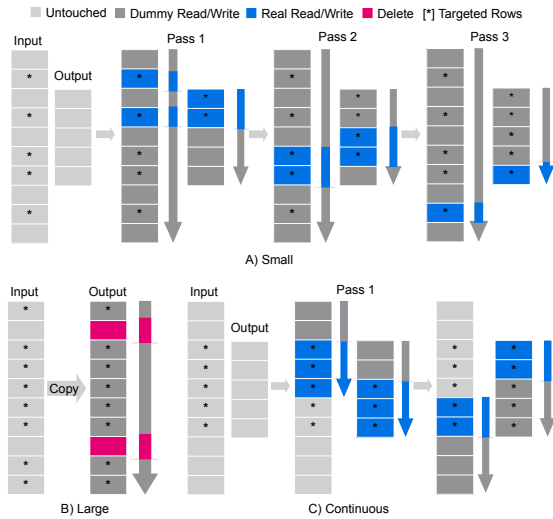 Untouched Dummy Read/Write Real Read/Write Delete [*] Targeted Rows
Input Output Pass 1 Pass 2 Pass 3
* * * * *
* * * * *
* *
* * * * *
* * * *
* * * * *
* * * * *
A) Small
Input Output Input Output Pass 1
* *
* * * * *
* * * * *
Copy
* * * * *
* * * * * *
* * * * * *
* *
* *
B) Large C) Continuous